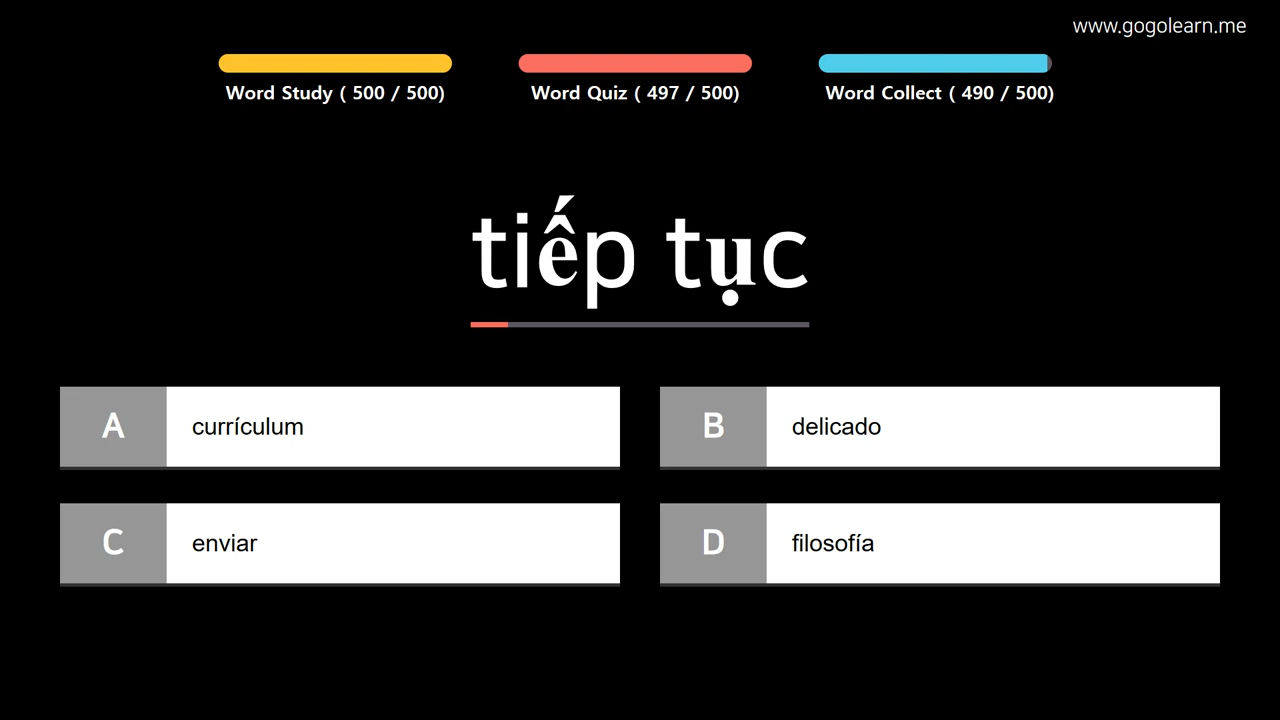 www.gogolearn.me
Word Study ( 500 / 500)
Word Quiz ( 497 / 500)
Word Collect ( 490 / 500)
tiếp tục
A currículum
B delicado
C enviar
D filosofía